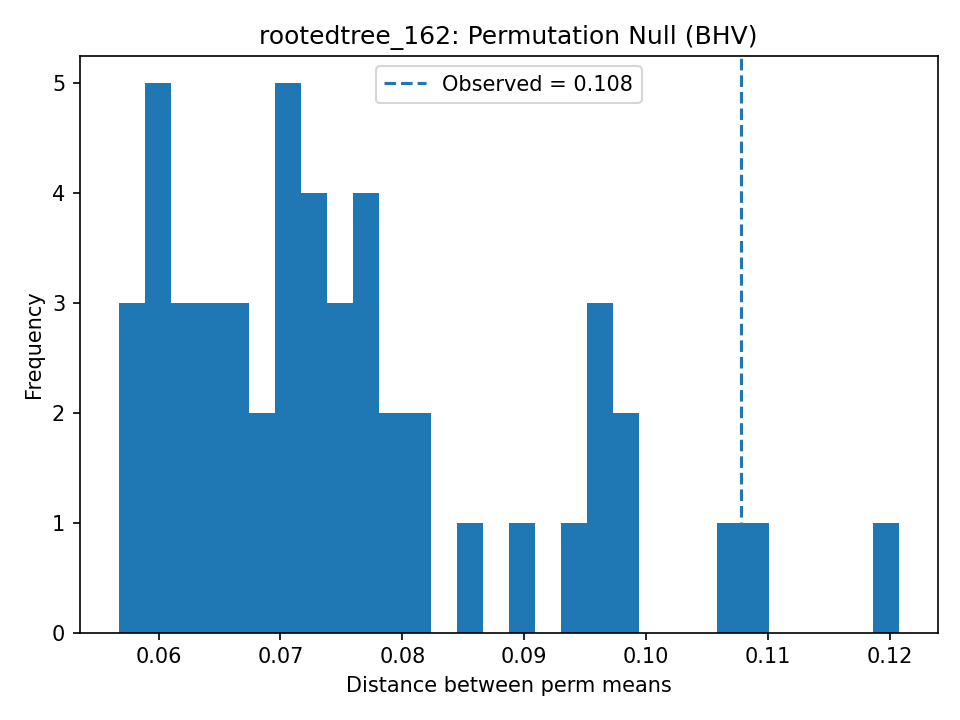 rootedtree_162: Permutation Null (BHV)
Observed = 0.108
5
4
3
2
1
0
Frequency
0.06 0.07 0.08 0.09 0.10 0.11 0.12
Distance between perm means